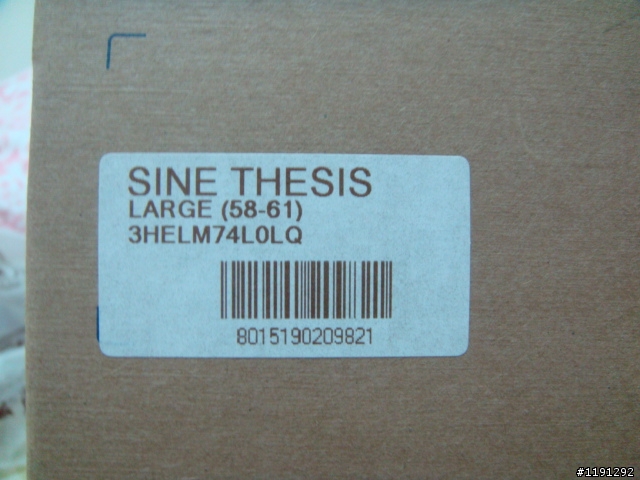 SINE THESIS
LARGE (58-61)
3HELM74L0LQ
8015190209821
#1191292